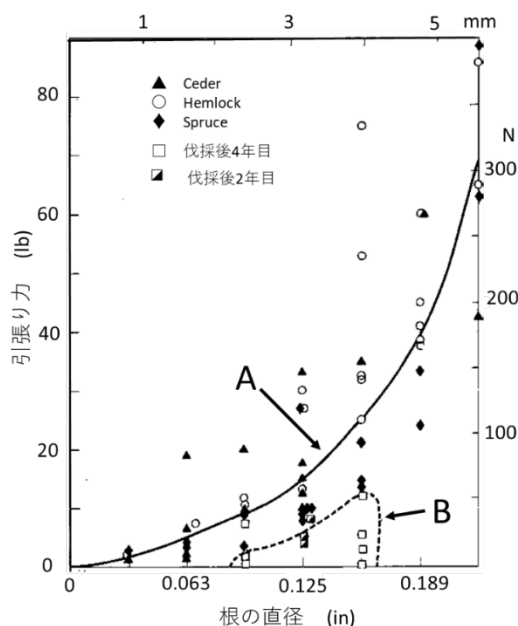 1 3 5 mm
80
60
40
20
0
引張り力 (lb)
▲ Ceder
○ Hemlock
◆ Spruce
□ 伐採後4年目
伐採後2年目
N
300
200
100
A
B
0 0.063 0.125 0.189
根の直径 (in)